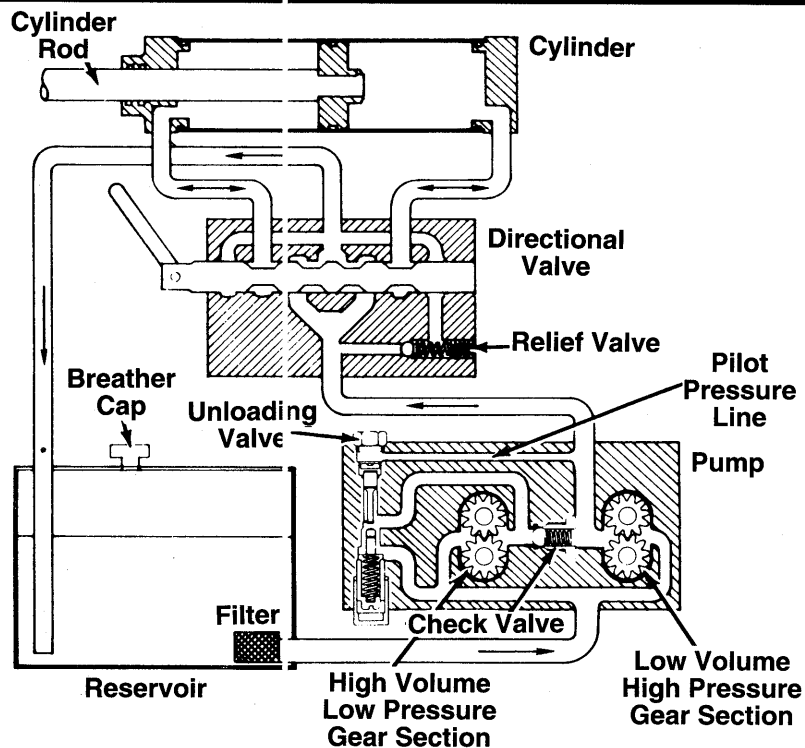 Cylinder
Rod
Cylinder
Directional
Valve
Relief Valve
Pilot
Pressure
Line
Breather
Cap
Unloading
Valve
Pump
Filter
Check Valve
Reservoir
High Volume
Low Pressure
Gear Section
Low Volume
High Pressure
Gear Section